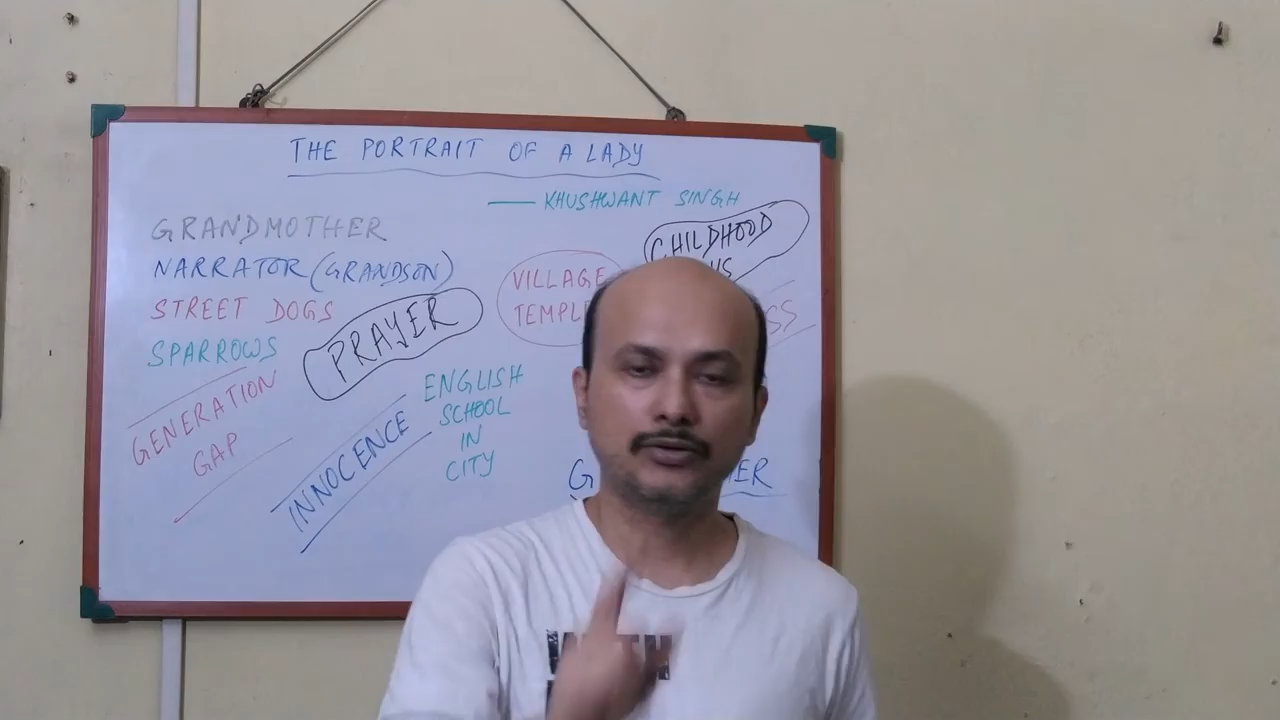 THE PORTRAIT OF A LADY
— KHUSHWANT SINGH
GRANDMOTHER
NARRATOR (GRANDSON)
STREET DOGS
SPARROWS
GENERATION
GAP
PRAYER
INNOCENCE
ENGLISH
SCHOOL
IN
CITY
VILLAGE
CHILDHOOD